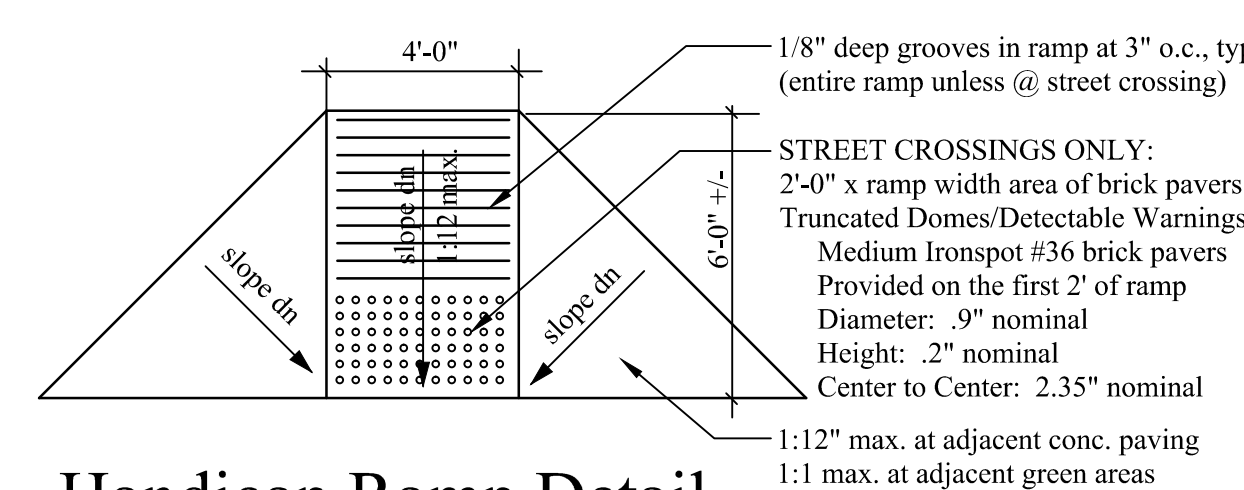 4'-0"
1/8" deep grooves in ramp at 3" o.c.,
(entire ramp unless @ street crossing)
STREET CROSSINGS ONLY:
2'-0" x ramp width area of brick pavers
Truncated Domes/Detectable Warnings
Medium Ironspot #36 brick pavers
Provided on the first 2' of ramp
Diameter: .9" nominal
Height: .2" nominal
Center to Center: 2.35" nominal
slope dn
1:12 max.
6'-0" +/-
slope dn
slope dn
1:12" max. at adjacent conc. paving
1:1 max. at adjacent green areas
Handicap Ramp Detail